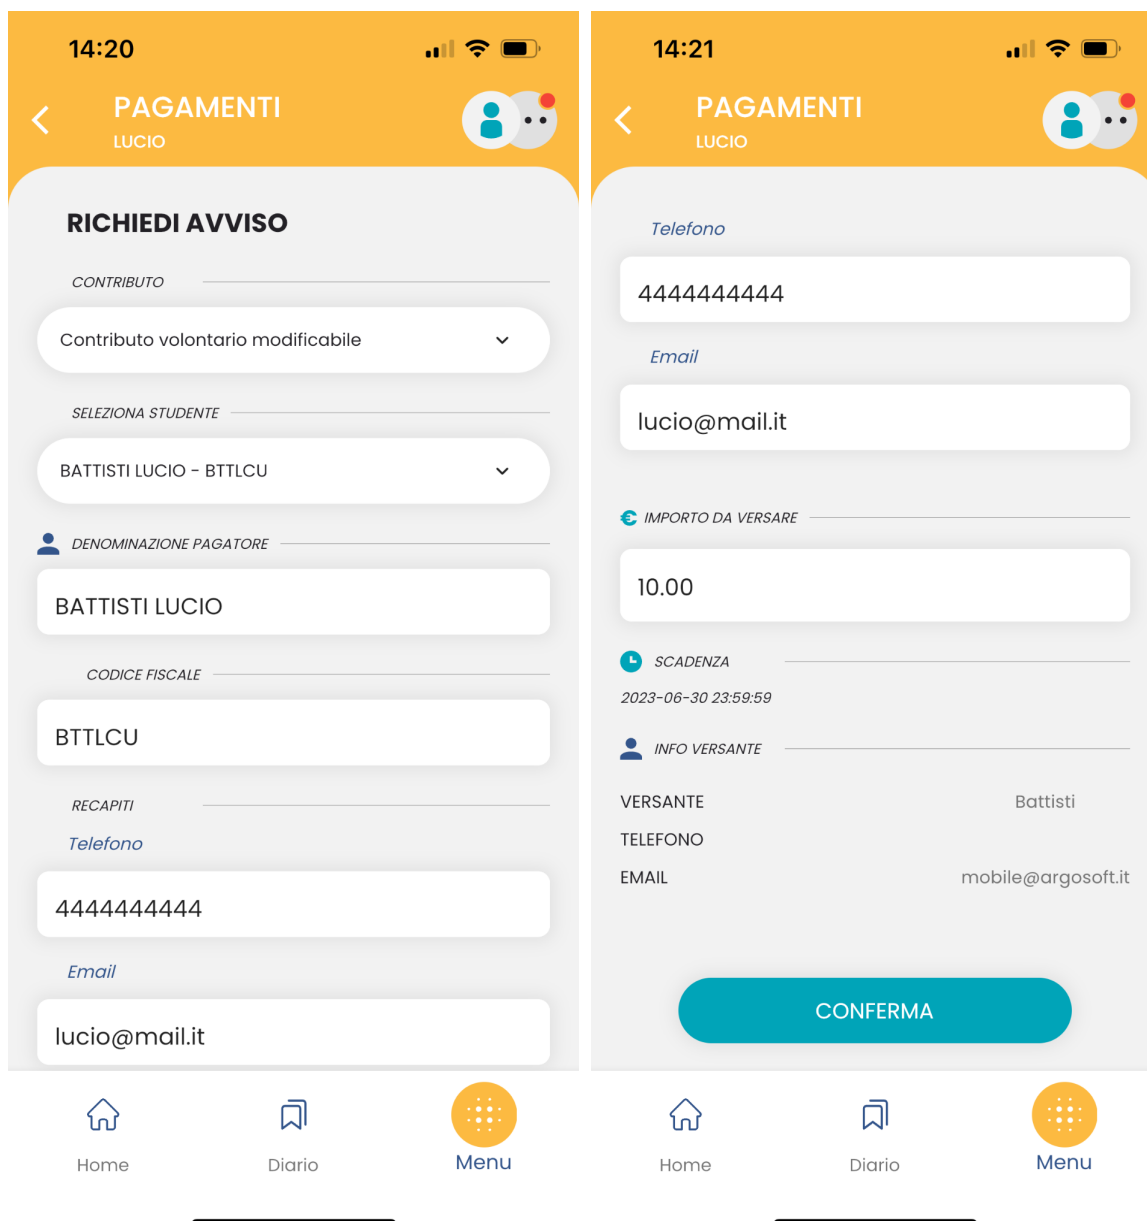 14:20
PAGAMENTI
LUCIO
RICHIEDI AVVISO
CONTRIBUTO
Contributo volontario modificabile
SELEZIONA STUDENTE
BATTISTI LUCIO - BTTLCU
DENOMINAZIONE PAGATORE
BATTISTI LUCIO
CODICE FISCALE
BTTLCU
RECAPITI
Telefono
4444444444
Email
lucio@mail.it
Home
Diario
Menu
14:21
PAGAMENTI
LUCIO
Telefono
4444444444
Email
lucio@mail.it
€ IMPORTO DA VERSARE
10.00
SCADENZA
2023-06-30 23:59:59
INFO VERSANTE
VERSANTE Battisti
TELEFONO
EMAIL mobile@argosoft.it
CONFERMA
Home
Diario
Menu